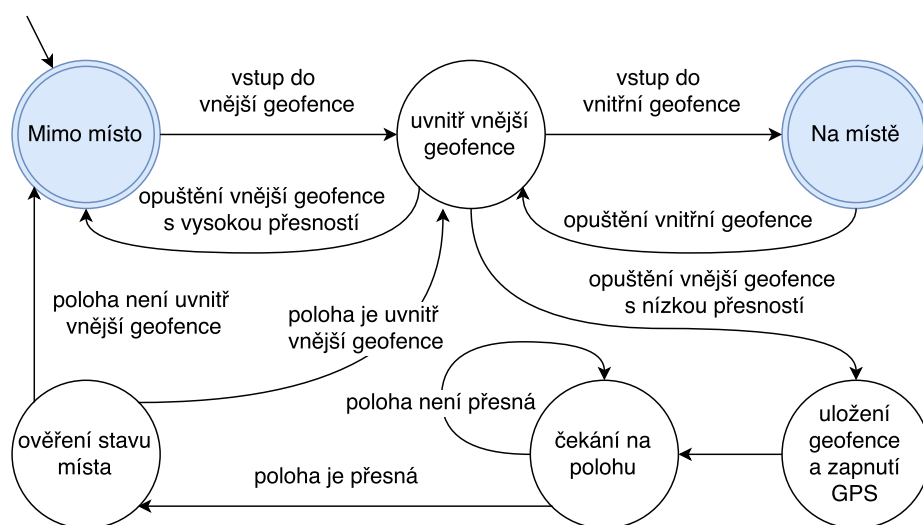 vstup do
vnější geofence
vstup do
vnitřní geofence
Mimo místo
uvnitř vnější
geofence
Na místě
opuštění vnější geofence
s vysokou přesností
opuštění vnitřní geofence
opuštění vnější geofence
s nízkou přesností
poloha není uvnitř
vnější geofence
poloha je uvnitř
vnější geofence
poloha není přesná
ověření stavu
místa
čekání na
polohu
uložení
geofence
a zapnutí
GPS
poloha je přesná